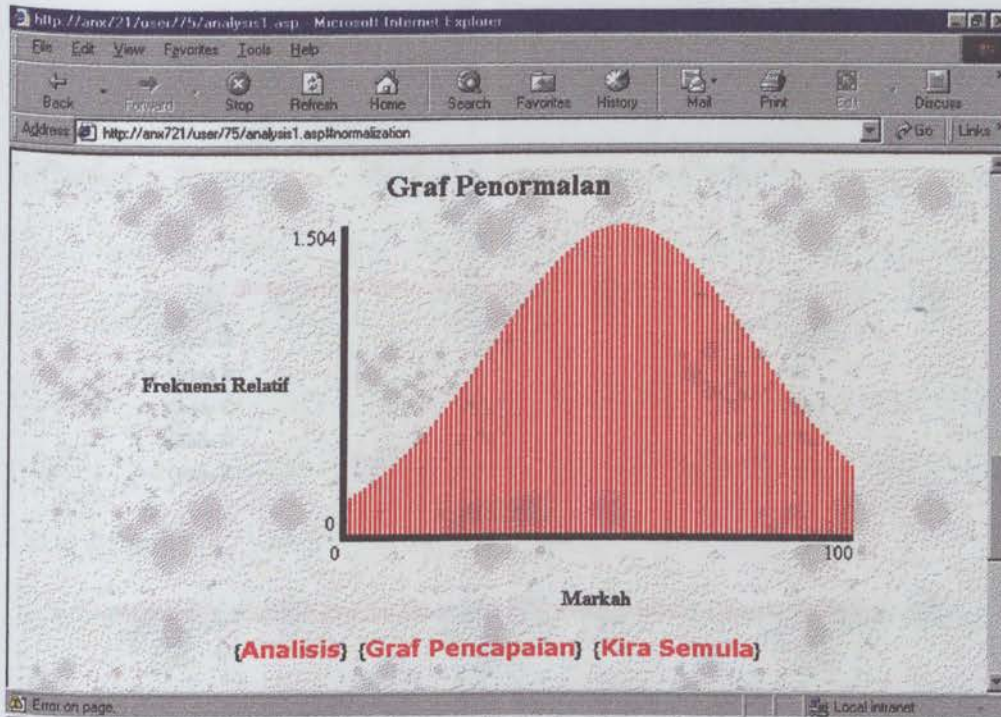 http://anx721/user/75/analysis1.asp - Microsoft Internet Explorer
File Edit View Favorites Tools Help
Back Forward Stop Refresh Home Search Favorites History Mail Print Edit Discuss
Address http://anx721/user/75/analysis1.asp#normalization Go Links
Graf Penormalan
1.504
Frekuensi Relatif
0
0 100
Markah
{Analisis} {Graf Pencapaian} {Kira Semula}
Error on page. Local intranet